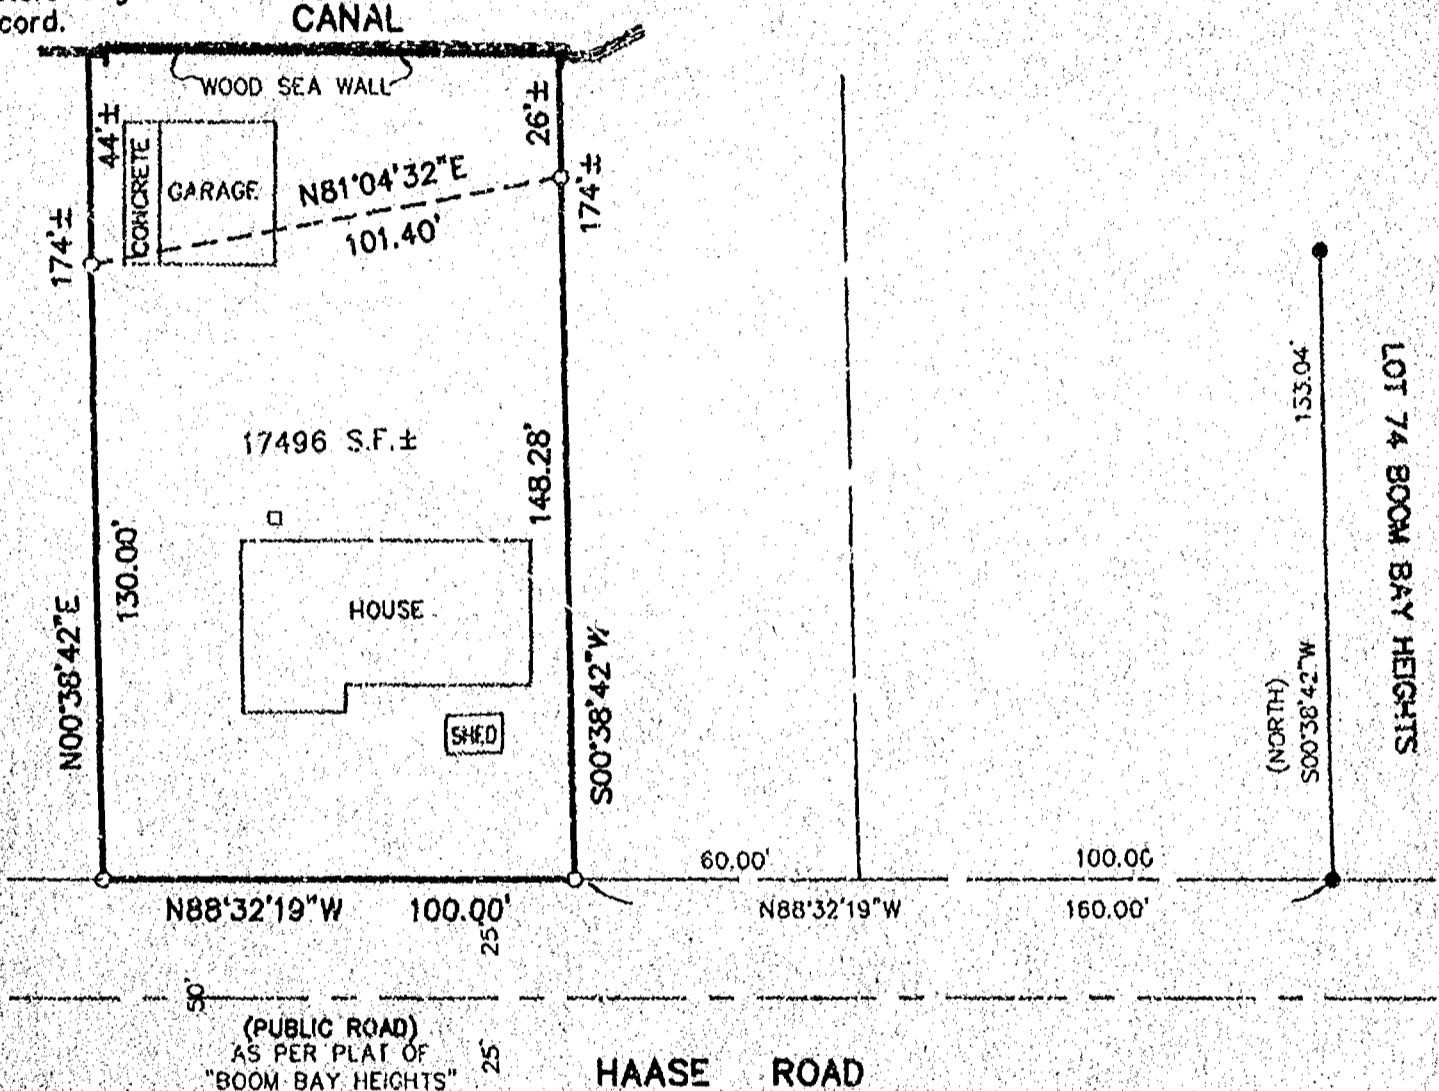 cord.
CANAL
WOOD SEA WALL
44'±
26'±
CONCRETE
GARAGE
N81°04'32"E
101.40'
174'±
174'±
17496 S.F.±
148.28'
130.00'
HOUSE
SHED
N00°38'42"E
S00°38'42"W
133.04'
LOT 74 BOOM BAY HEIGHTS
(NORTH)
S00°38'42"W
60.00'
100.00
N88°32'19"W 100.00'
N88°32'19"W 160.00'
25'
50'
(PUBLIC ROAD)
AS PER PLAT OF
"BOOM BAY HEIGHTS"
25'
HAASE ROAD